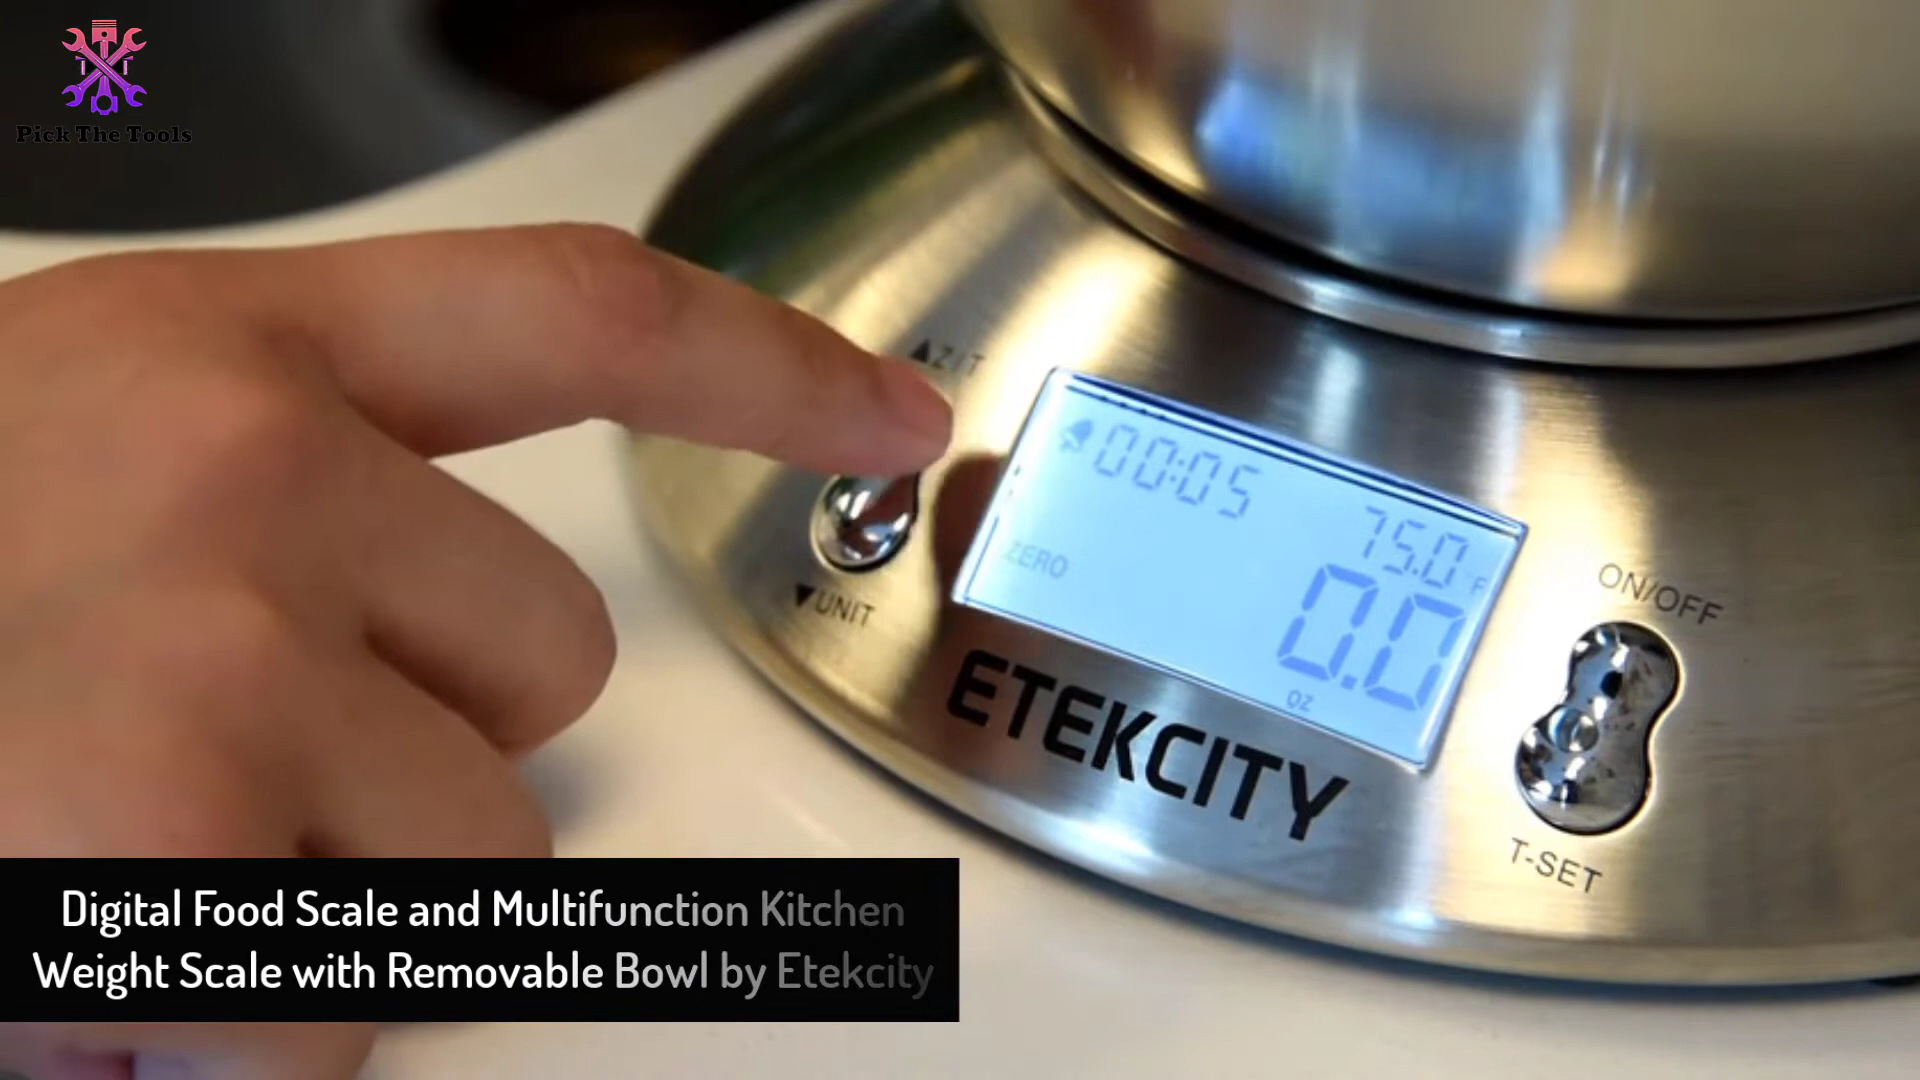 Pick The Tools
▲Z/T
00:05
75.0 F
ZERO
0.0
OZ
▼UNIT
ETEKCITY
ON/OFF
T-SET
Digital Food Scale and Multifunction Kitchen
Weight Scale with Removable Bowl by Etekcity